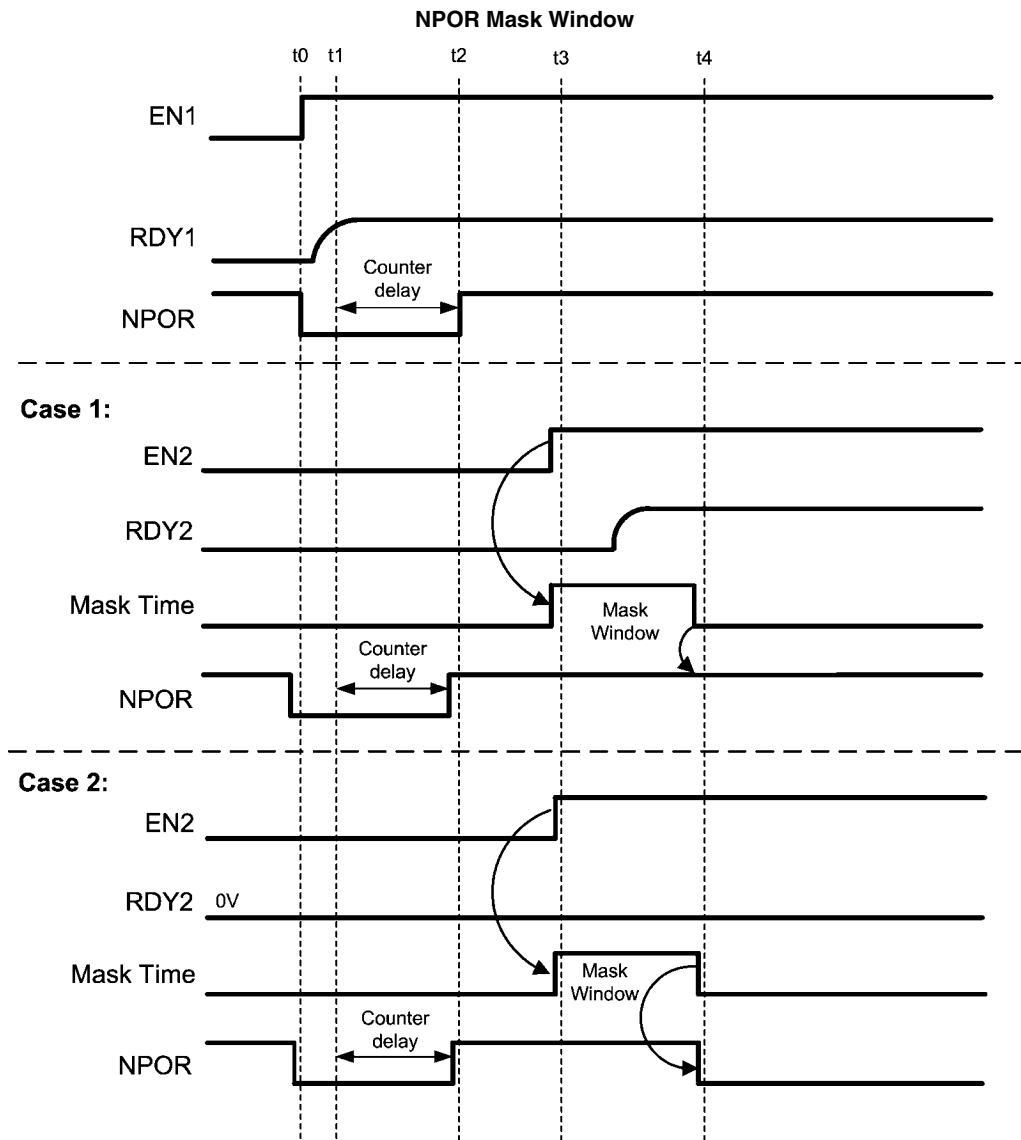 NPOR Mask Window
t0 t1 t2 t3 t4
EN1
RDY1
Counter
delay
NPOR
Case 1:
EN2
RDY2
Mask Time
Mask
Window
Counter
delay
NPOR
Case 2:
EN2
RDY2 0V
Mask Time
Mask
Window
Counter
delay
NPOR